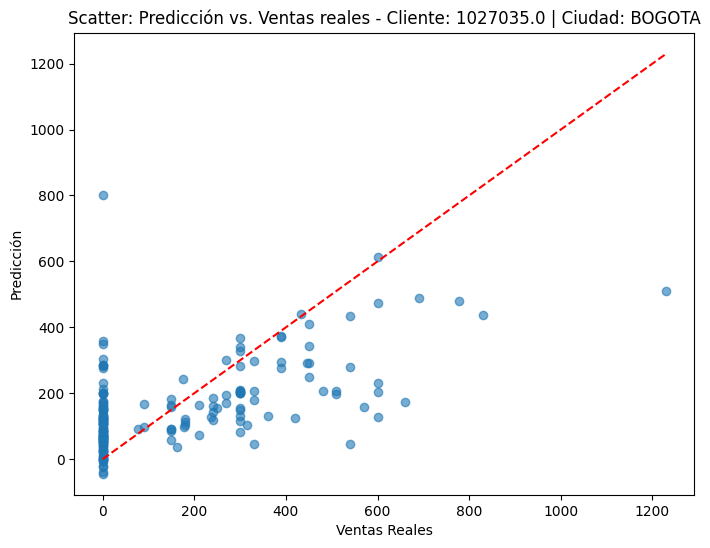 Scatter: Predicción vs. Ventas reales - Cliente: 1027035.0 | Ciudad: BOGOTA
1200
1000
800
600
400
200
0
Predicción
0 200 400 600 800 1000 1200
Ventas Reales